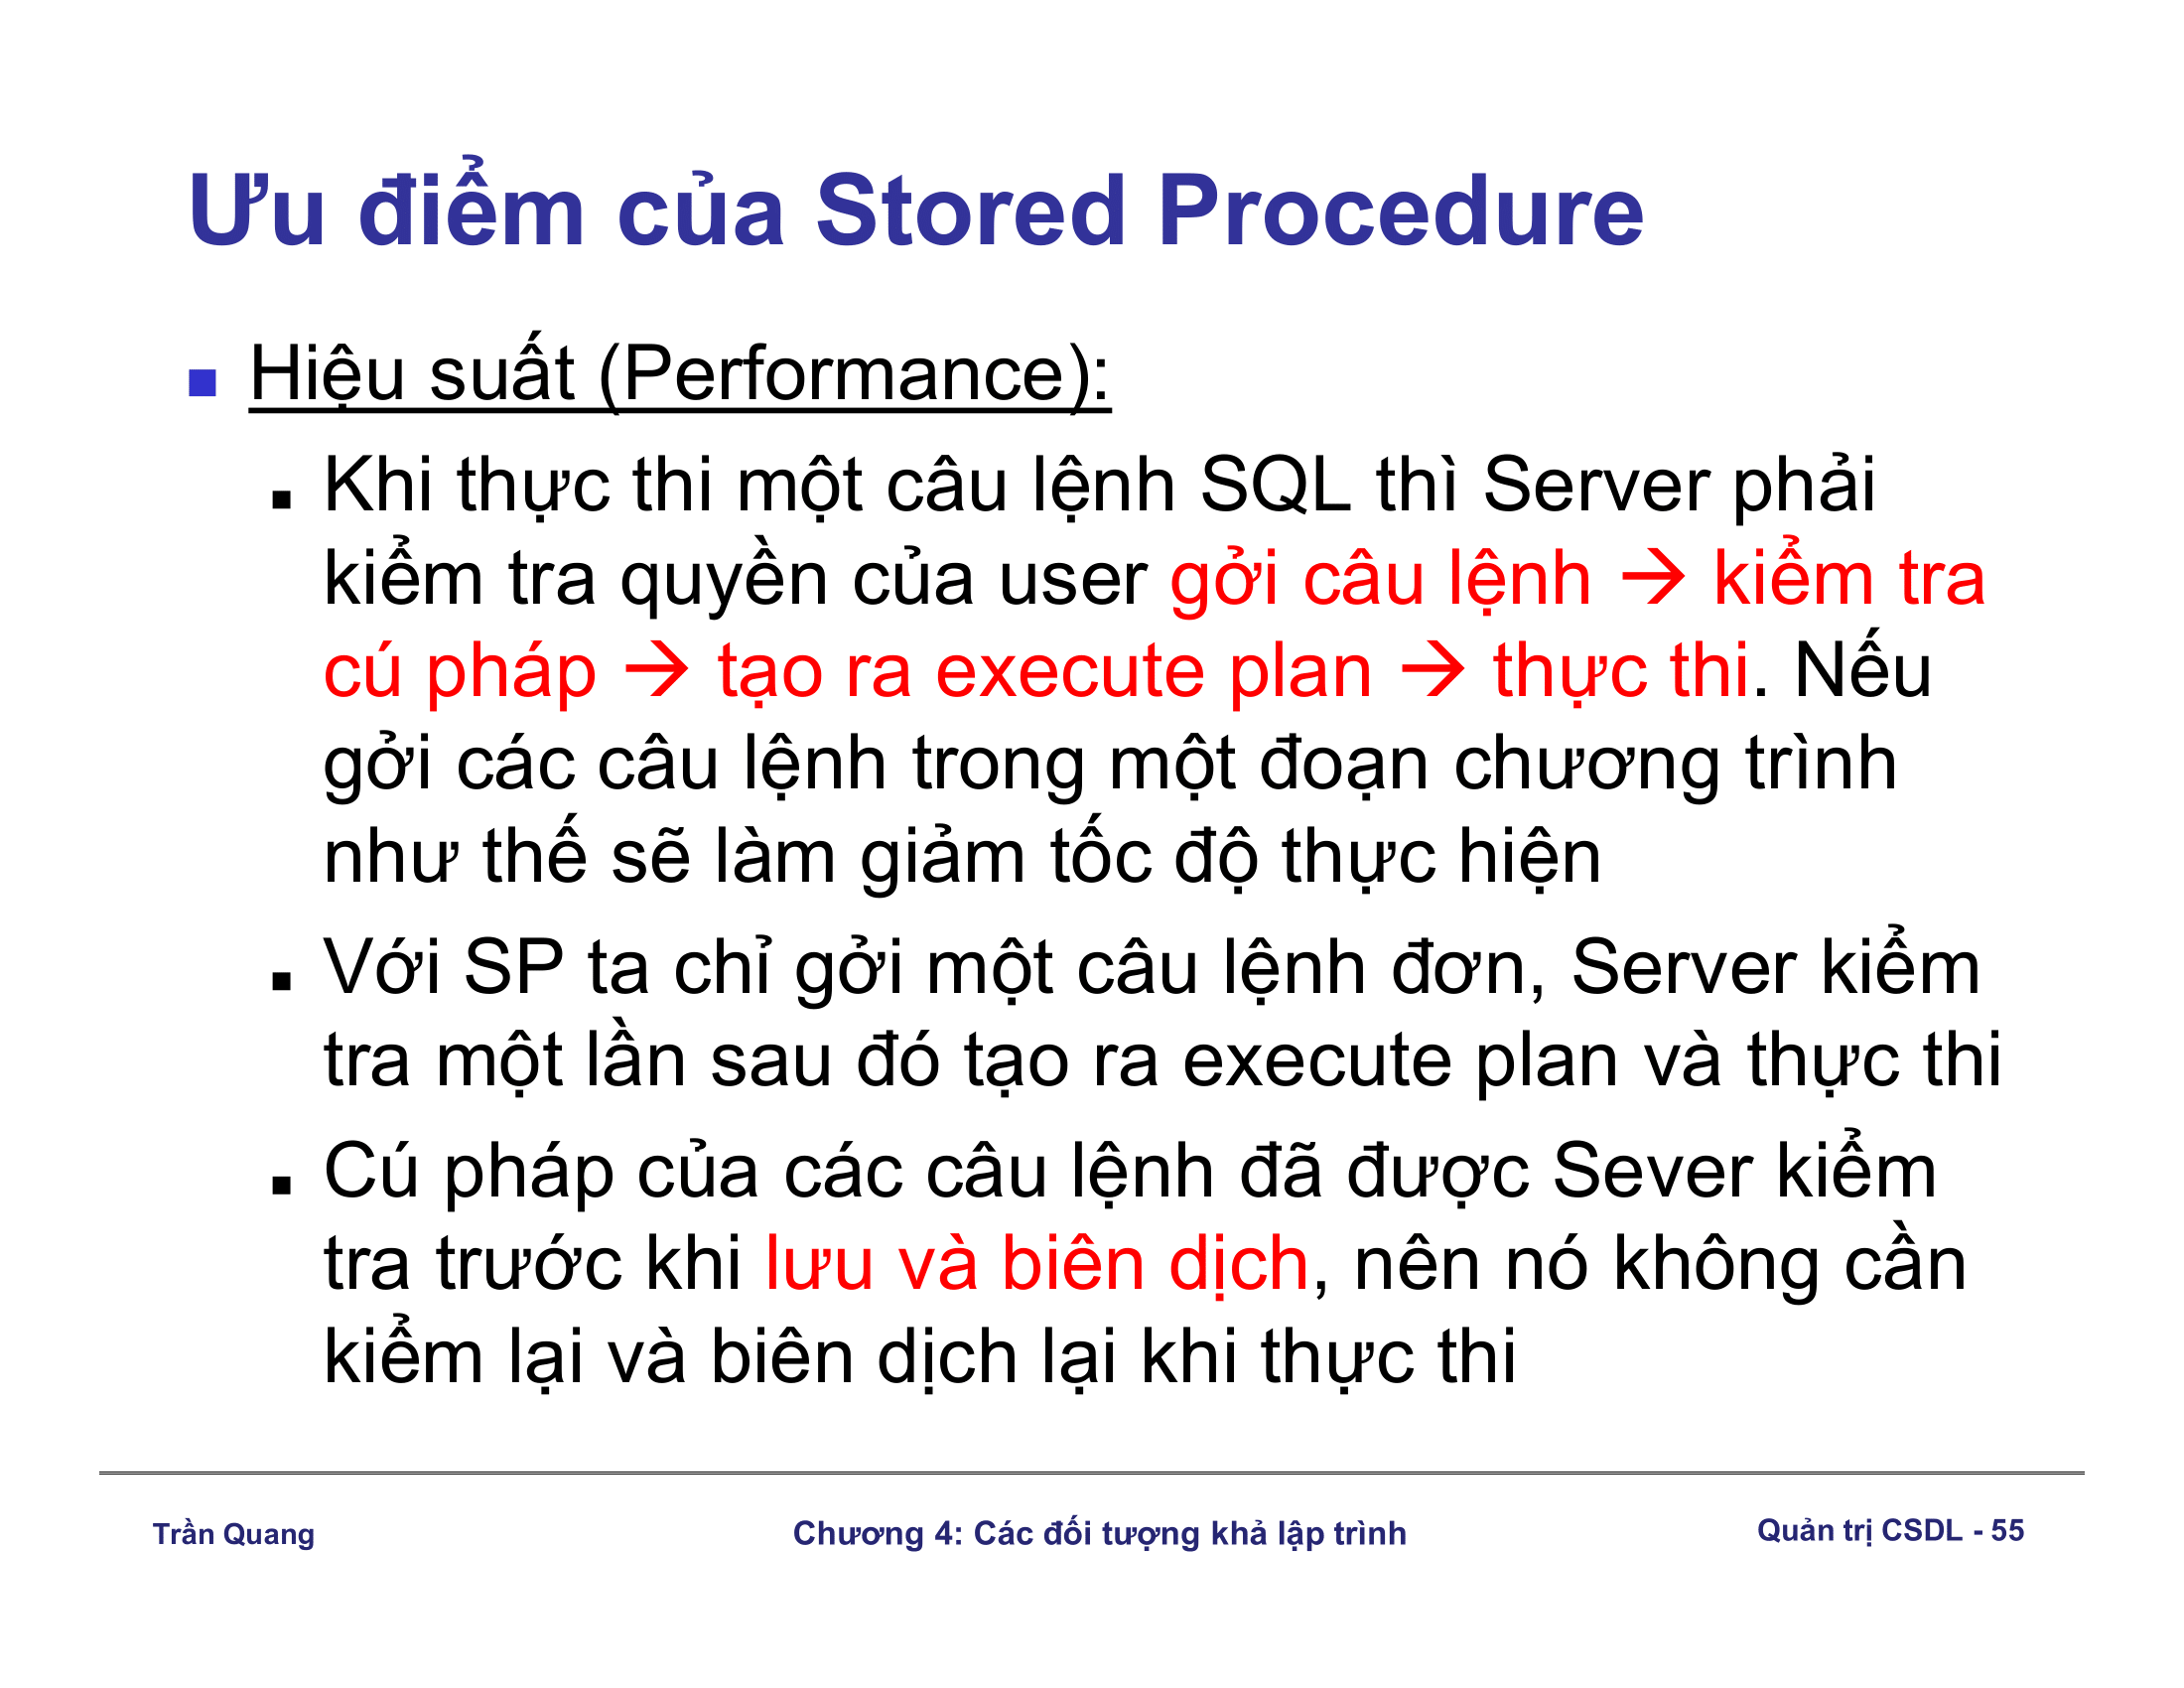 Ưu điểm của Stored Procedure
Hiệu suất (Performance):
Khi thực thi một câu lệnh SQL thì Server phải
kiểm tra quyền của user gởi câu lệnh → kiểm tra
cú pháp → tạo ra execute plan → thực thi. Nếu
gởi các câu lệnh trong một đoạn chương trình
như thế sẽ làm giảm tốc độ thực hiện
Với SP ta chỉ gởi một câu lệnh đơn, Server kiểm
tra một lần sau đó tạo ra execute plan và thực thi
Cú pháp của các câu lệnh đã được Sever kiểm
tra trước khi lưu và biên dịch, nên nó không cần
kiểm lại và biên dịch lại khi thực thi
Trần Quang
Chương 4: Các đối tượng khả lập trình
Quản trị CSDL - 55